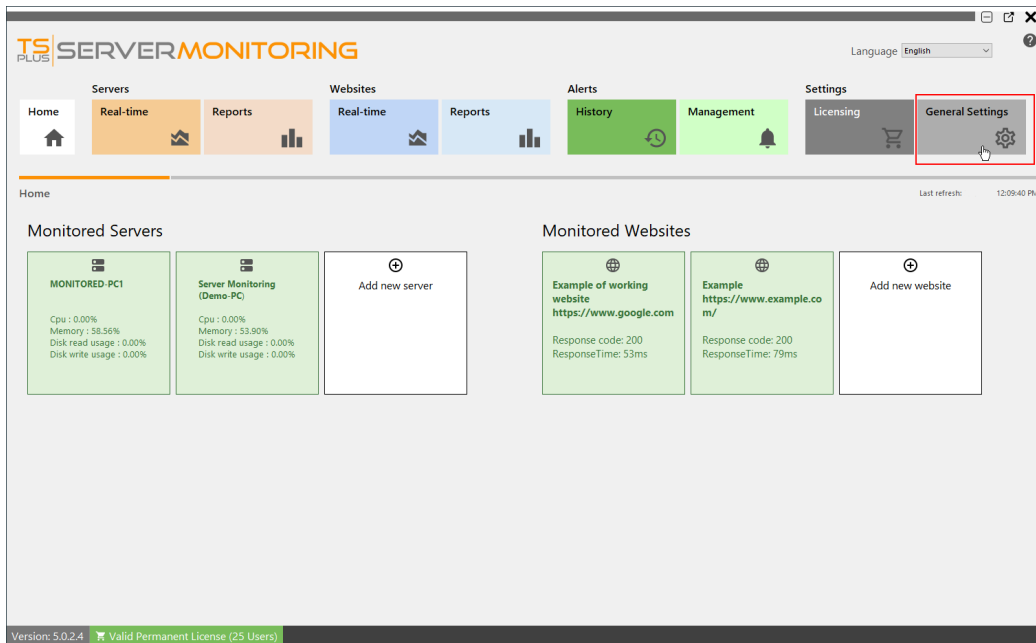 TS PLUS SERVER MONITORING
Language English
Servers
Websites
Alerts
Settings
Home
Real-time
Reports
Real-time
Reports
History
Management
Licensing
General Settings
Home
Last refresh: 12:09:40 PM
Monitored Servers
MONITORED-PC1
Cpu : 0.00%
Memory : 58.56%
Disk read usage : 0.00%
Disk write usage : 0.00%
Server Monitoring
(Demo-PC)
Cpu : 0.00%
Memory : 53.90%
Disk read usage : 0.00%
Disk write usage : 0.00%
Add new server
Monitored Websites
Example of working
website
https://www.google.com
Response code: 200
ResponseTime: 53ms
Example
https://www.example.co
m/
Response code: 200
ResponseTime: 79ms
Add new website
Version: 5.0.2.4
Valid Permanent License (25 Users)